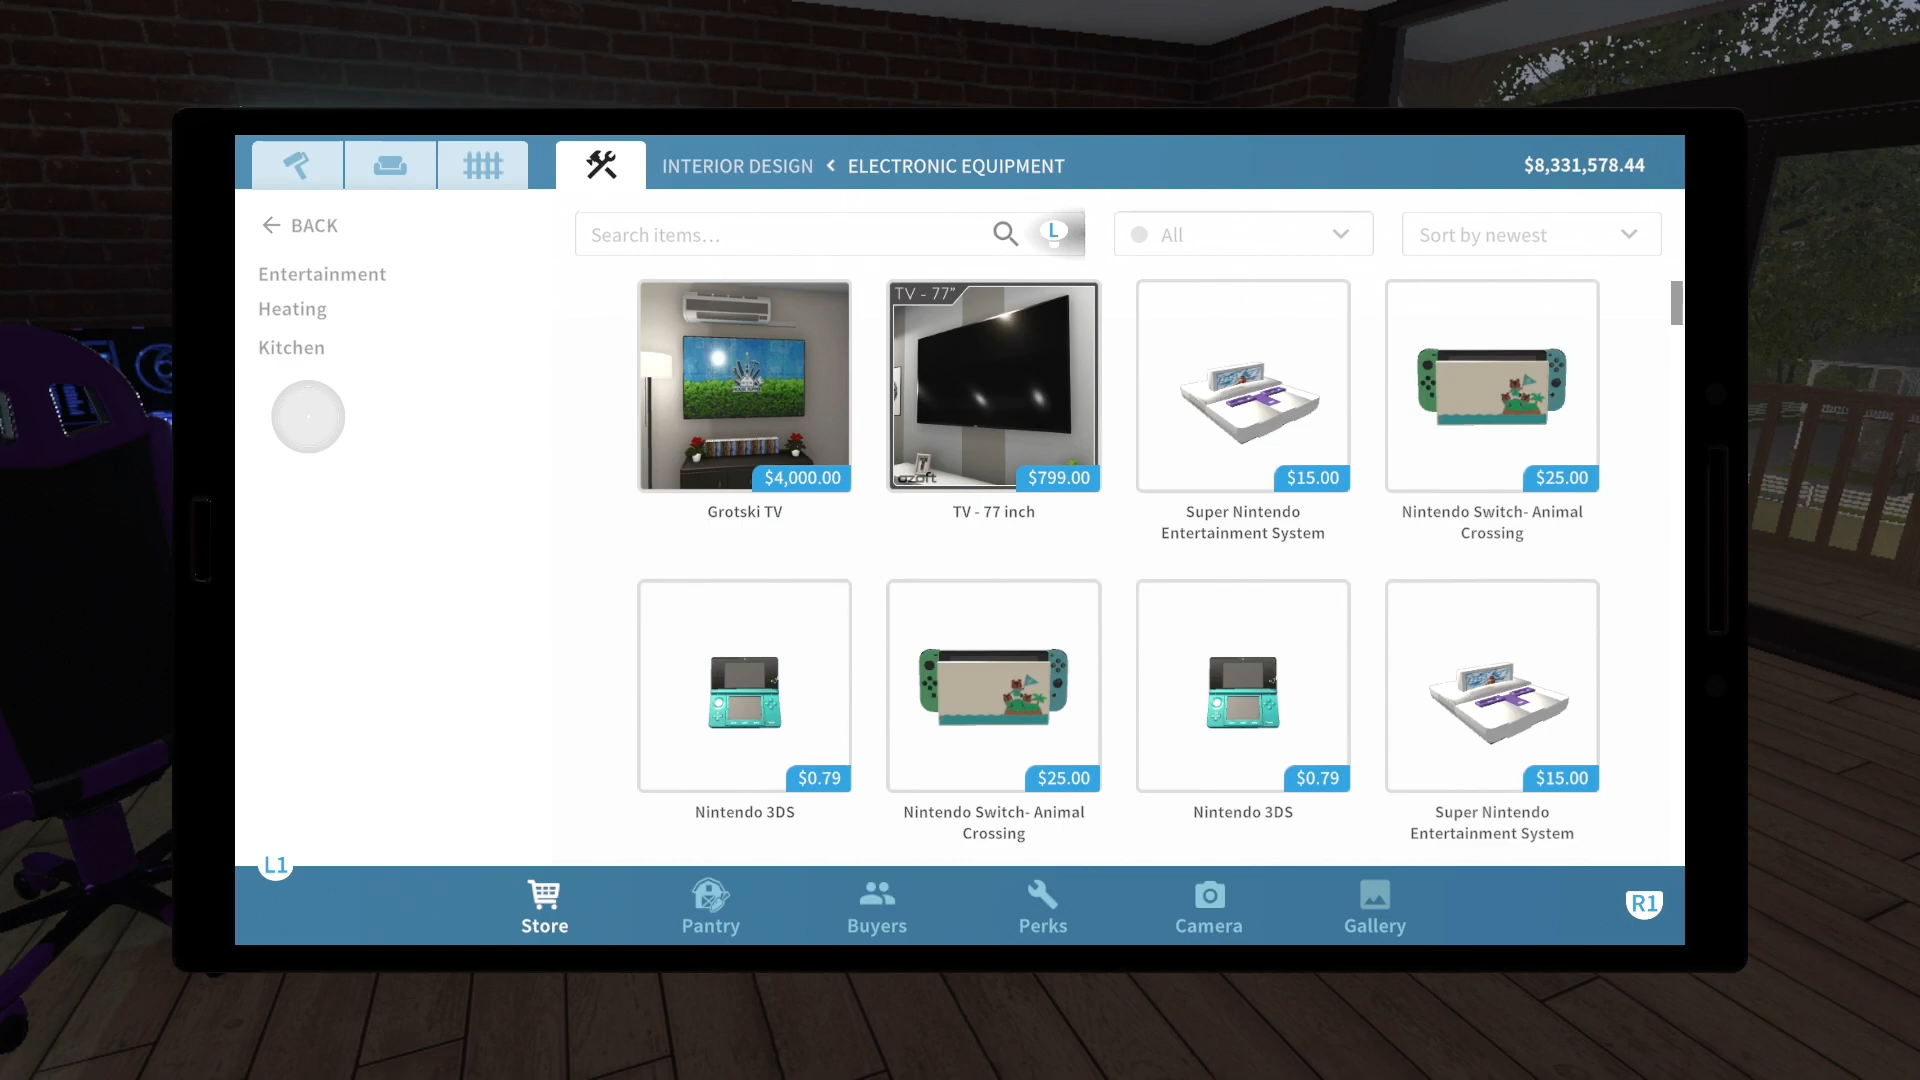 INTERIOR DESIGN < ELECTRONIC EQUIPMENT
$8,331,578.44
BACK
Search items...
L
All
Sort by newest
Entertainment
Heating
Kitchen
TV - 77”
ozoft
$4,000.00
$799.00
$15.00
$25.00
Grotski TV
TV - 77 inch
Super Nintendo
Entertainment System
Nintendo Switch- Animal
Crossing
$0.79
$25.00
$0.79
$15.00
Nintendo 3DS
Nintendo Switch- Animal
Crossing
Nintendo 3DS
Super Nintendo
Entertainment System
L1
Store
Pantry
Buyers
Perks
Camera
Gallery
R1